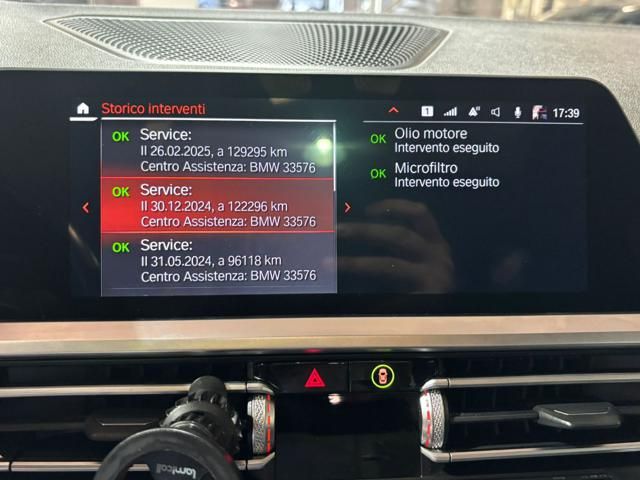 Storico interventi
1
17:39
OK Service:
Il 26.02.2025, a 129295 km
Centro Assistenza: BMW 33576
OK Service:
Il 30.12.2024, a 122296 km
Centro Assistenza: BMW 33576
OK Service:
Il 31.05.2024, a 96118 km
Centro Assistenza: BMW 33576
OK Olio motore
Intervento eseguito
OK Microfiltro
Intervento eseguito
lamicall